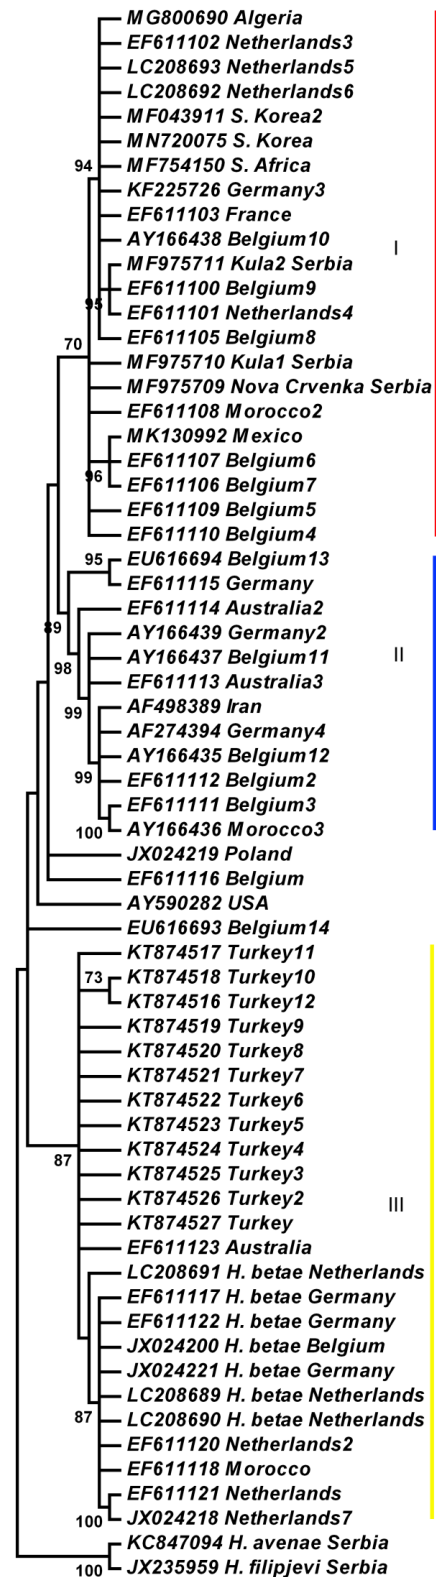 MG800690 Algeria
EF611102 Netherlands3
LC208693 Netherlands5
LC208692 Netherlands6
MF043911 S. Korea2
MN720075 S. Korea
94
MF754150 S. Africa
KF225726 Germany3
EF611103 France
AY166438 Belgium10
I
MF975711 Kula2 Serbia
EF611100 Belgium9
95
EF611101 Netherlands4
EF611105 Belgium8
70
MF975710 Kula1 Serbia
MF975709 Nova Crvenka Serbia
EF611108 Morocco2
MK130992 Mexico
EF611107 Belgium6
96
EF611106 Belgium7
EF611109 Belgium5
EF611110 Belgium4
95
EU616694 Belgium13
EF611115 Germany
EF611114 Australia2
89
AY166439 Germany2
AY166437 Belgium11
II
98
EF611113 Australia3
AF498389 Iran
99
AF274394 Germany4
AY166435 Belgium12
99
EF611112 Belgium2
EF611111 Belgium3
100
AY166436 Morocco3
JX024219 Poland
EF611116 Belgium
AY590282 USA
EU616693 Belgium14
KT874517 Turkey11
73
KT874518 Turkey10
KT874516 Turkey12
KT874519 Turkey9
KT874520 Turkey8
KT874521 Turkey7
KT874522 Turkey6
KT874523 Turkey5
KT874524 Turkey4
87
KT874525 Turkey3
KT874526 Turkey2
III
KT874527 Turkey
EF611123 Australia
LC208691 H. betae Netherlands
EF611117 H. betae Germany
EF611122 H. betae Germany
JX024200 H. betae Belgium
JX024221 H. betae Germany
LC208689 H. betae Netherlands
87
LC208690 H. betae Netherlands
EF611120 Netherlands2
EF611118 Morocco
EF611121 Netherlands
100
JX024218 Netherlands7
KC847094 H. avenae Serbia
100
JX235959 H. filipjevi Serbia